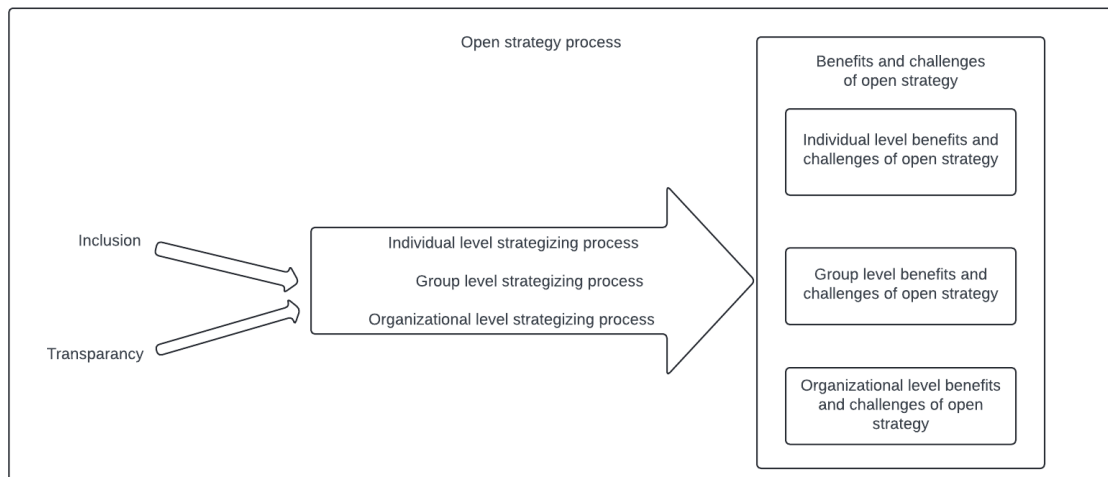 Open strategy process
Benefits and challenges
of open strategy
Individual level benefits and
challenges of open strategy
Inclusion
Individual level strategizing process
Group level strategizing process
Organizational level strategizing process
Transparancy
Group level benefits and
challenges of open strategy
Organizational level benefits
and challenges of open
strategy